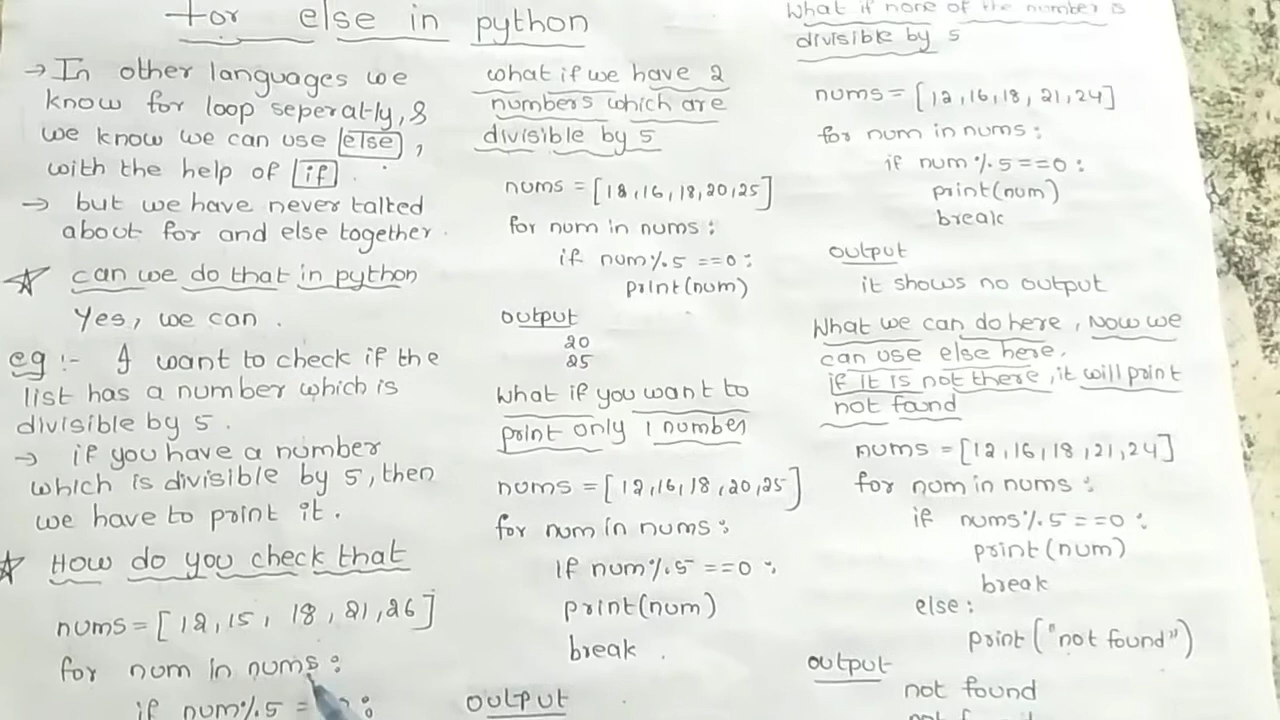 for else in python
→ In other languages we
know for loop seperatly, &
we know we can use else,
with the help of if.
→ but we have never talted
about for and else together.
can we do that in python
Yes, we can.
eg :- I want to check if the
list has a number which is
divisible by 5.
→ if you have a number
which is divisible by 5, then
we have to print it.
How do you check that
nums = [12, 15, 18, 21, 26]
for num in nums:
if num%5 =
what if we have 2
numbers which are
divisible by 5
nums = [18,16,18,20,25]
for num in nums:
if num%5 ==0:
print(num)
output
20
25
What if you want to
print only 1 number
nums = [12,16,18,20,25]
for num in nums:
if num%5 ==0:
print(num)
break.
output
What if none of the number is
divisible by 5
nums = [12,16,18,21,24]
for num in nums:
if num%5==0:
print(num)
break
output
it shows no output
What we can do here, Now we
can use else here.
if it is not there, it will print
not found
nums = [12,16,18,21,24]
for num in nums:
if nums%5==0:
print(num)
break
else:
print("not found")
output
not found